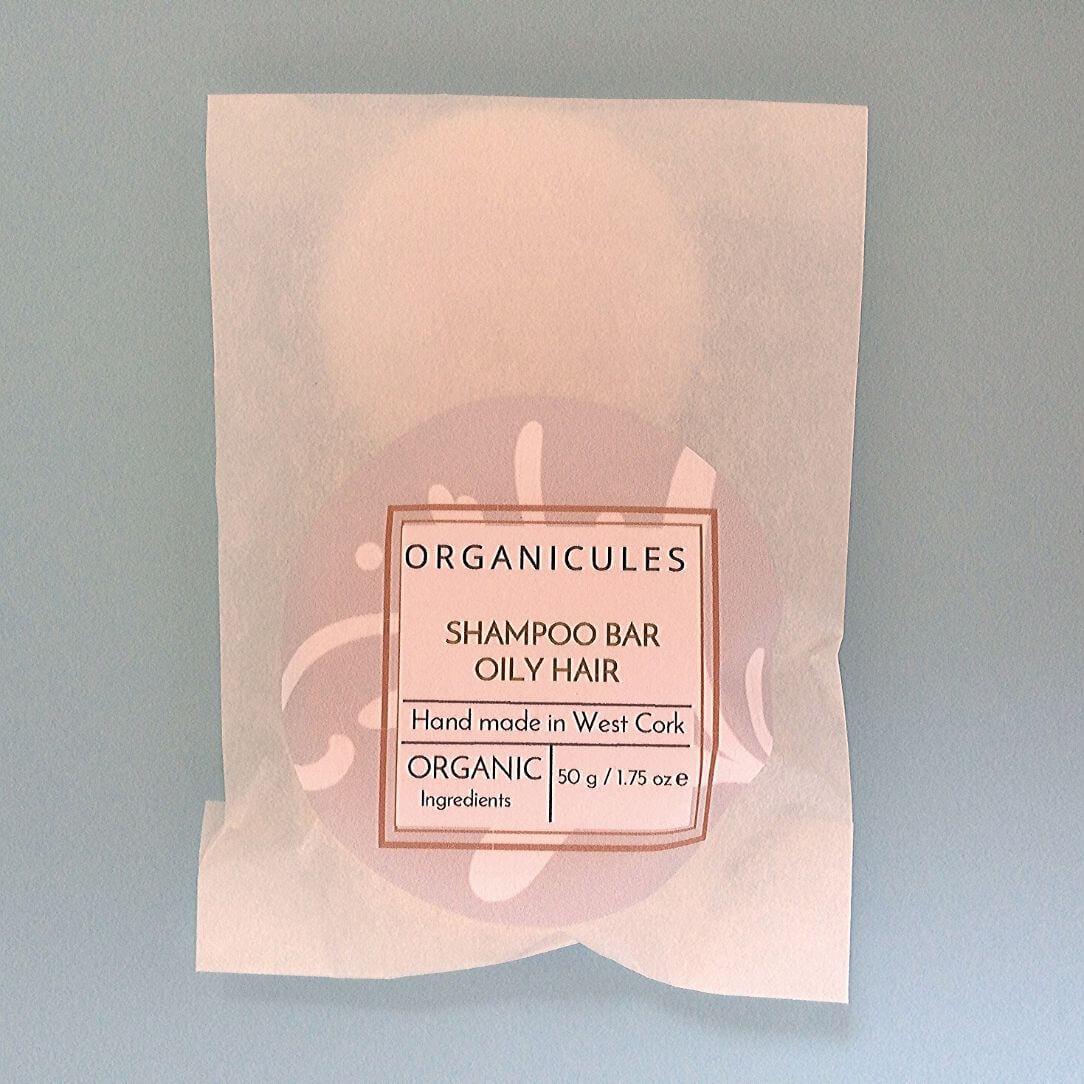 ORGANICULES
SHAMPOO BAR
OILY HAIR
Hand made in West Cork
ORGANIC
Ingredients
50 g / 1.75 oz e